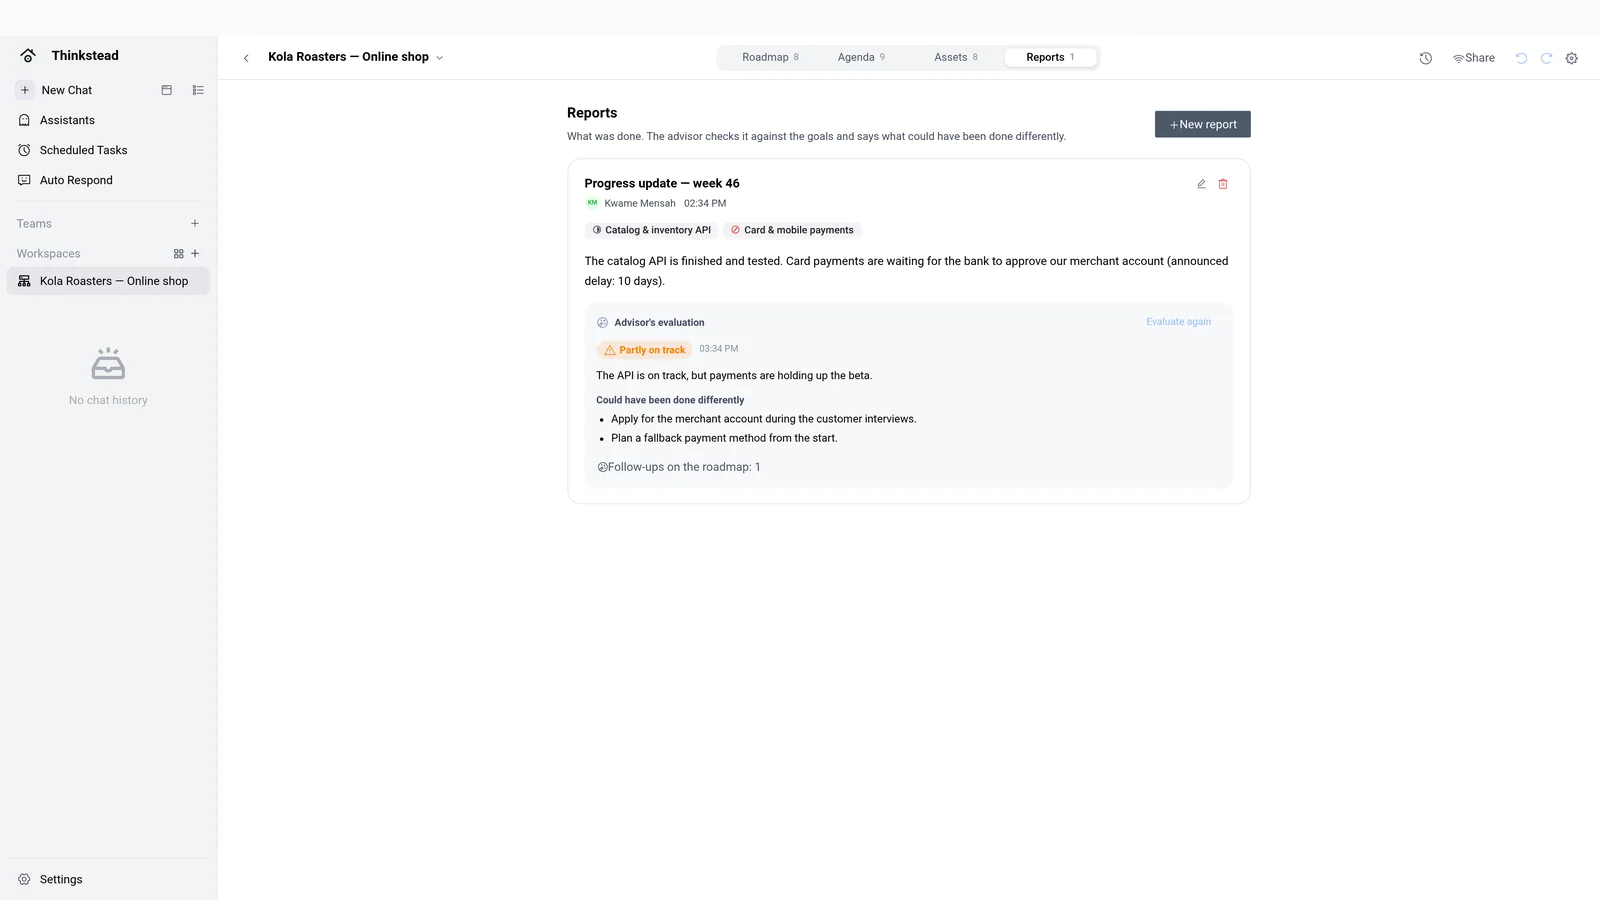 Thinkstead
New Chat
Assistants
Scheduled Tasks
Auto Respond
Teams
Workspaces
Kola Roasters — Online shop
No chat history
Settings
Kola Roasters — Online shop
Roadmap 8
Agenda 9
Assets 8
Reports 1
Share
Reports
What was done. The advisor checks it against the goals and says what could have been done differently.
New report
Progress update — week 46
KM Kwame Mensah 02:34 PM
Catalog & inventory API Card & mobile payments
The catalog API is finished and tested. Card payments are waiting for the bank to approve our merchant account (announced
delay: 10 days).
Advisor's evaluation
Evaluate again
Partly on track 03:34 PM
The API is on track, but payments are holding up the beta.
Could have been done differently
• Apply for the merchant account during the customer interviews.
• Plan a fallback payment method from the start.
Follow-ups on the roadmap: 1